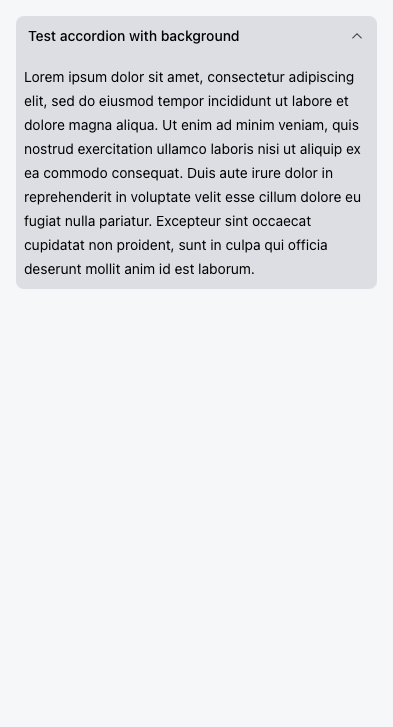 Test accordion with background
Lorem ipsum dolor sit amet, consectetur adipiscing
elit, sed do eiusmod tempor incididunt ut labore et
dolore magna aliqua. Ut enim ad minim veniam, quis
nostrud exercitation ullamco laboris nisi ut aliquip ex
ea commodo consequat. Duis aute irure dolor in
reprehenderit in voluptate velit esse cillum dolore eu
fugiat nulla pariatur. Excepteur sint occaecat
cupidatat non proident, sunt in culpa qui officia
deserunt mollit anim id est laborum.